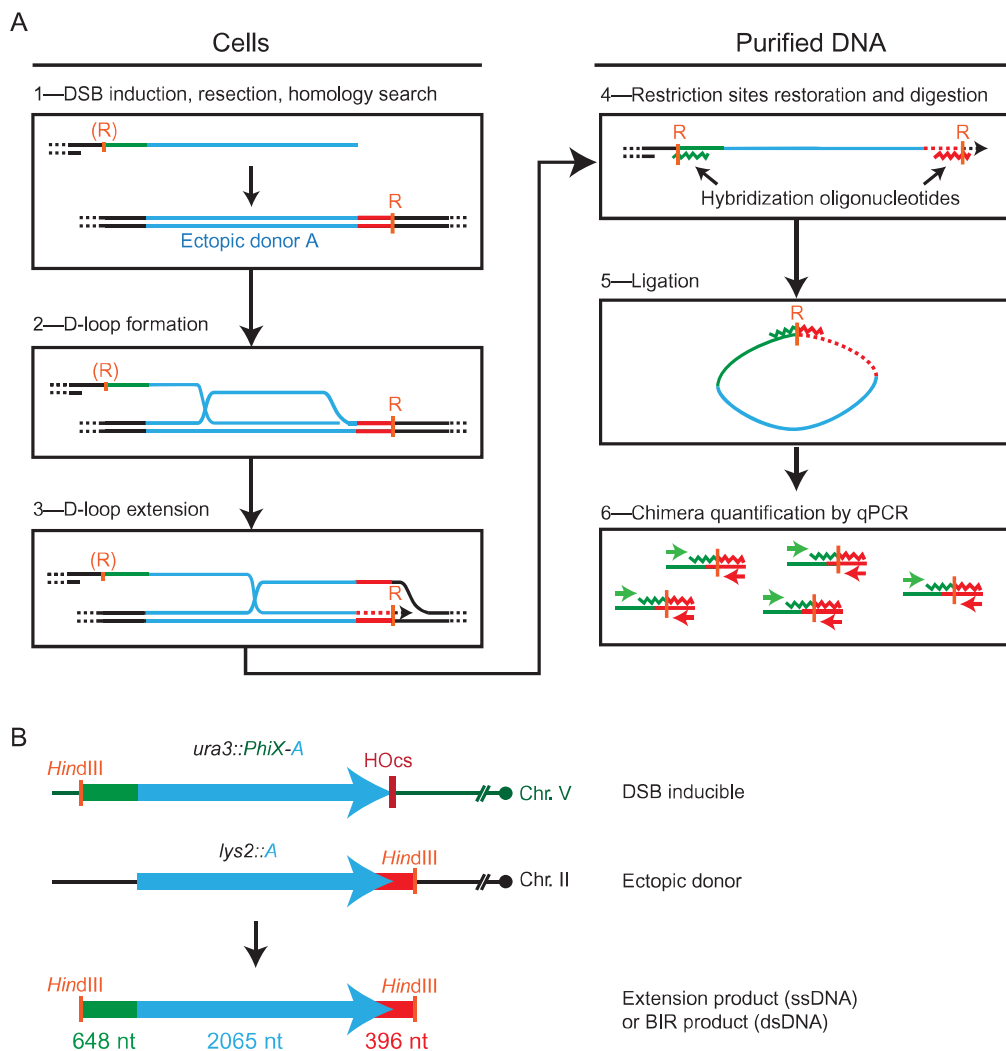 A
Cells
1—DSB induction, resection, homology search
(R)
R
Ectopic donor A
2—D-loop formation
(R)
R
3—D-loop extension
(R)
R
Purified DNA
4—Restriction sites restoration and digestion
R
R
Hybridization oligonucleotides
5—Ligation
R
6—Chimera quantification by qPCR
B
ura3::PhiX-A
HindIII
HOcs
Chr. V
DSB inducible
lys2::A
HindIII
Chr. II
Ectopic donor
HindIII
HindIII
648 nt
2065 nt
396 nt
Extension product (ssDNA)
or BIR product (dsDNA)